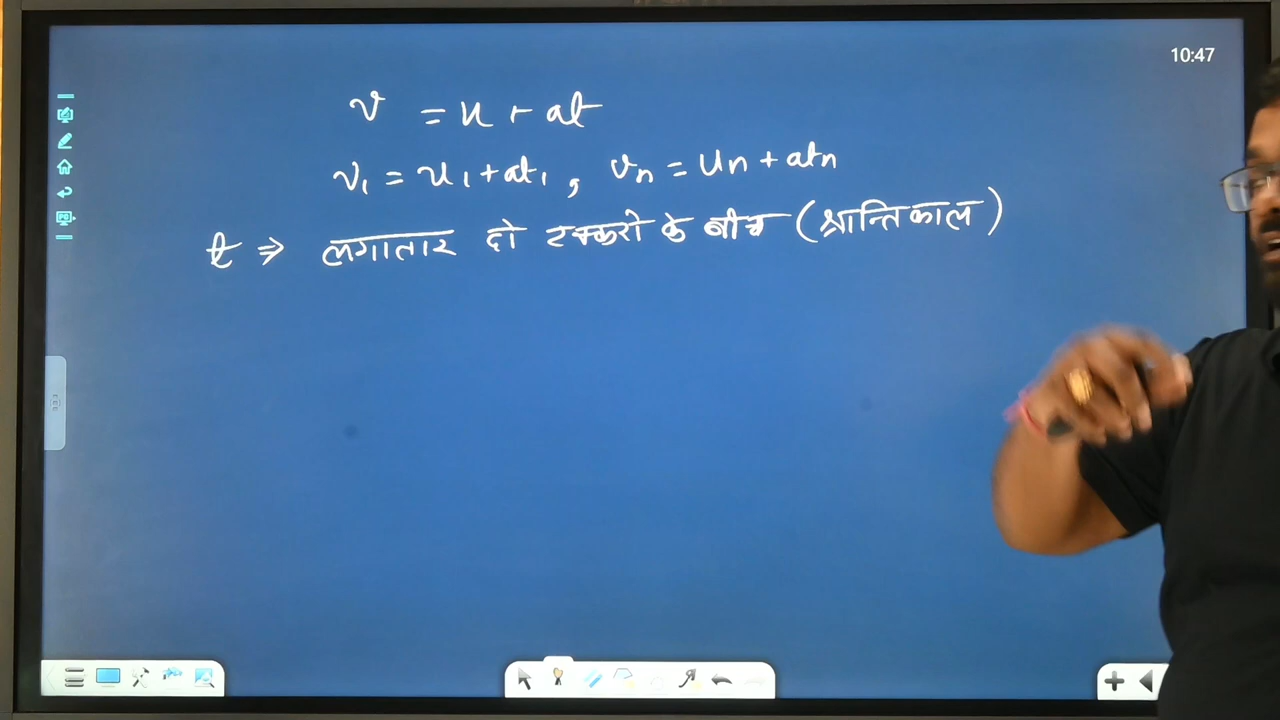 10:47
v = u + at
v₁ = u₁ + at₁ , vₙ = uₙ + atₙ
t ⇒ लगातार दो टक्करो के बीच (श्रान्तिकाल)